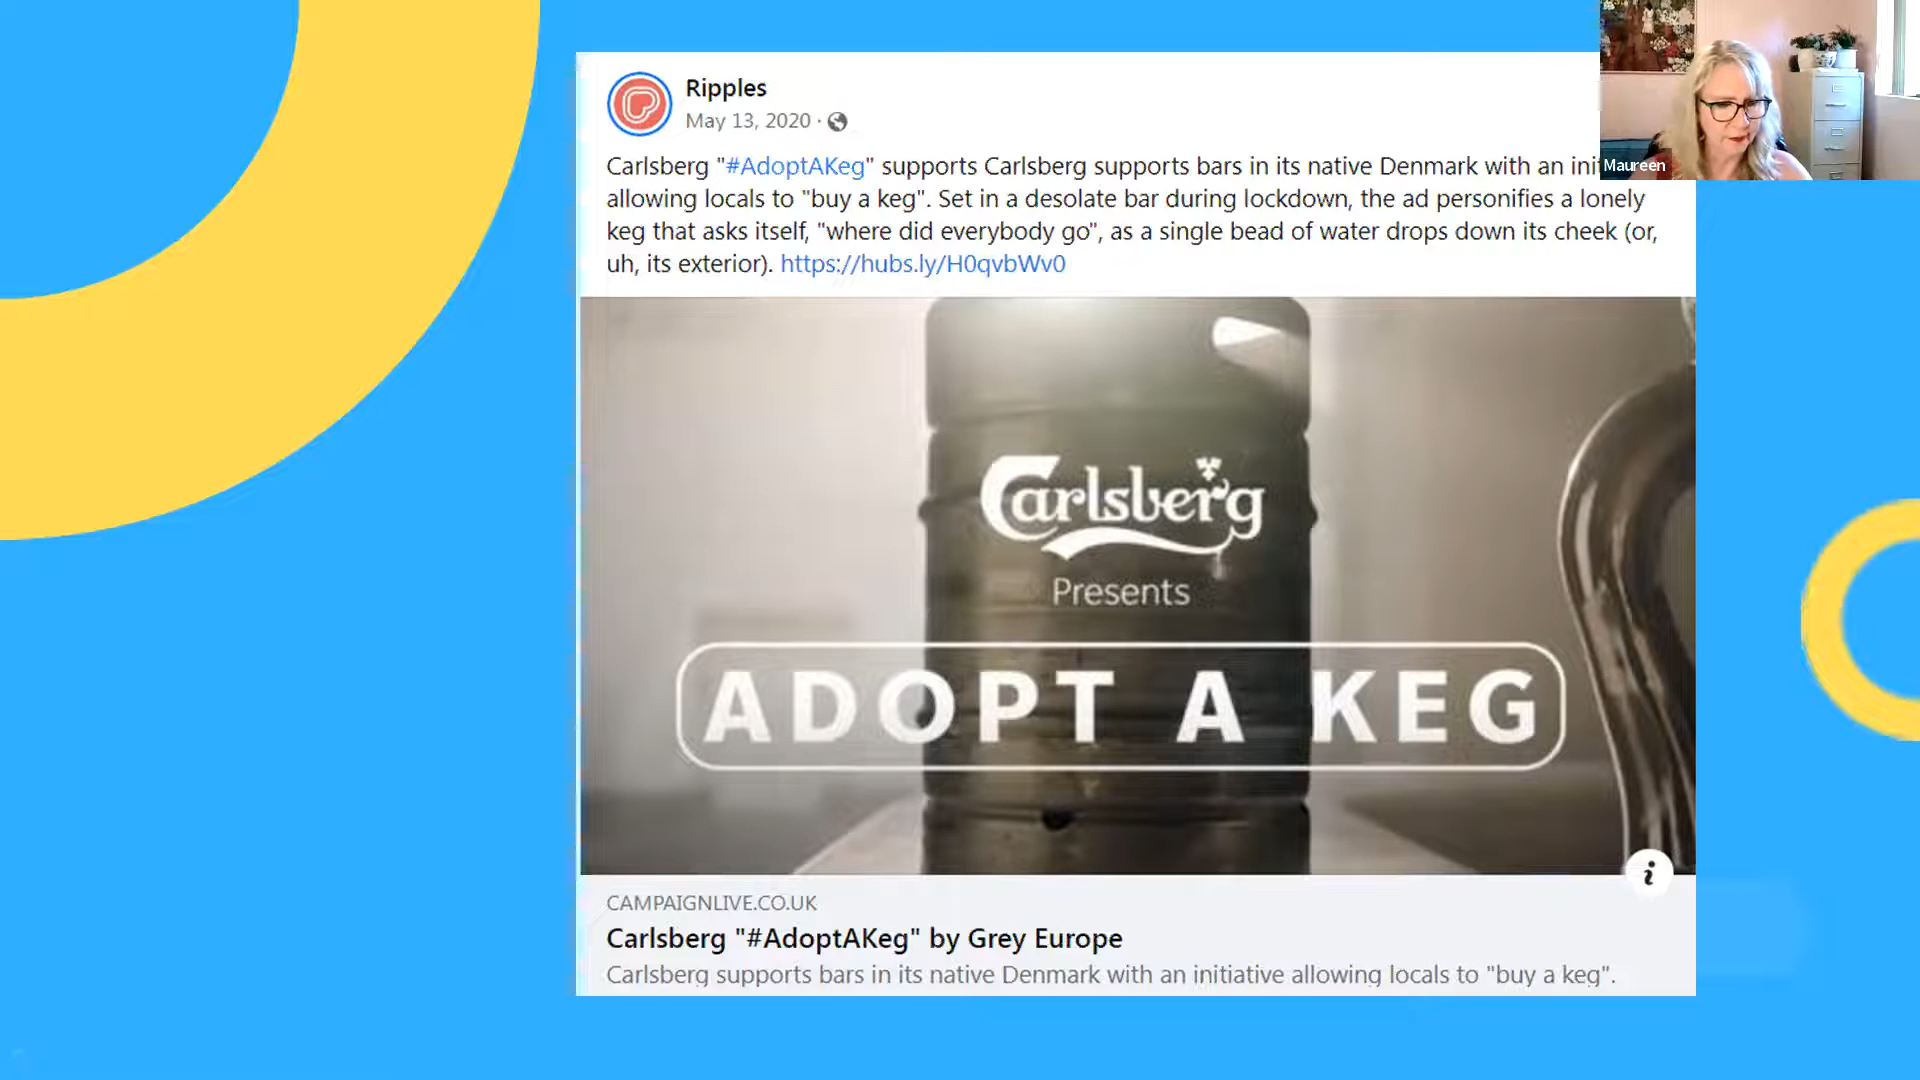 Ripples
May 13, 2020 ·
Carlsberg "#AdoptAKeg" supports Carlsberg supports bars in its native Denmark with an
allowing locals to "buy a keg". Set in a desolate bar during lockdown, the ad personifies a lonely
keg that asks itself, "where did everybody go", as a single bead of water drops down its cheek (or,
uh, its exterior). https://hubs.ly/H0qvbWv0
Maureen
Carlsberg
Presents
ADOPT A KEG
i
CAMPAIGNLIVE.CO.UK
Carlsberg "#AdoptAKeg" by Grey Europe
Carlsberg supports bars in its native Denmark with an initiative allowing locals to "buy a keg".